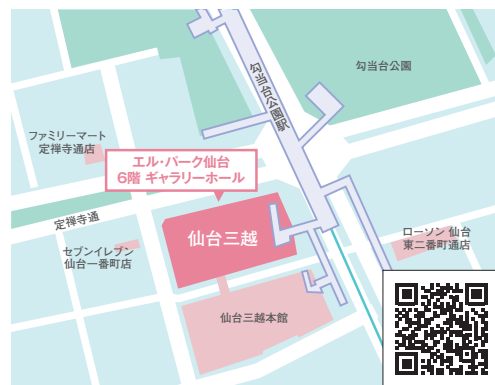 勾当台公園
勾当台公園駅
ファミリーマート
定禅寺通店
エル・パーク仙台
6階 ギャラリーホール
定禅寺通
仙台三越
セブンイレブン
仙台一番町店
ローソン 仙台
東二番町通店
仙台三越本館